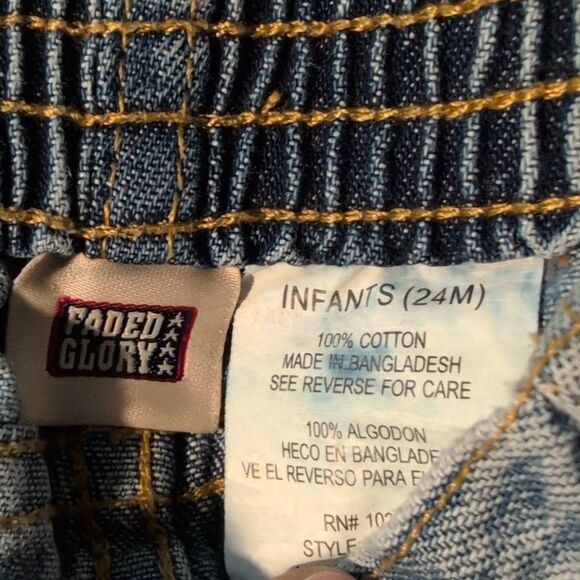 FADED
GLORY
INFANTS (24M)
100% COTTON
MADE IN BANGLADESH
SEE REVERSE FOR CARE
100% ALGODON
HECO EN BANGLADE
VE EL REVERSO PARA E
RN# 10
STYLE